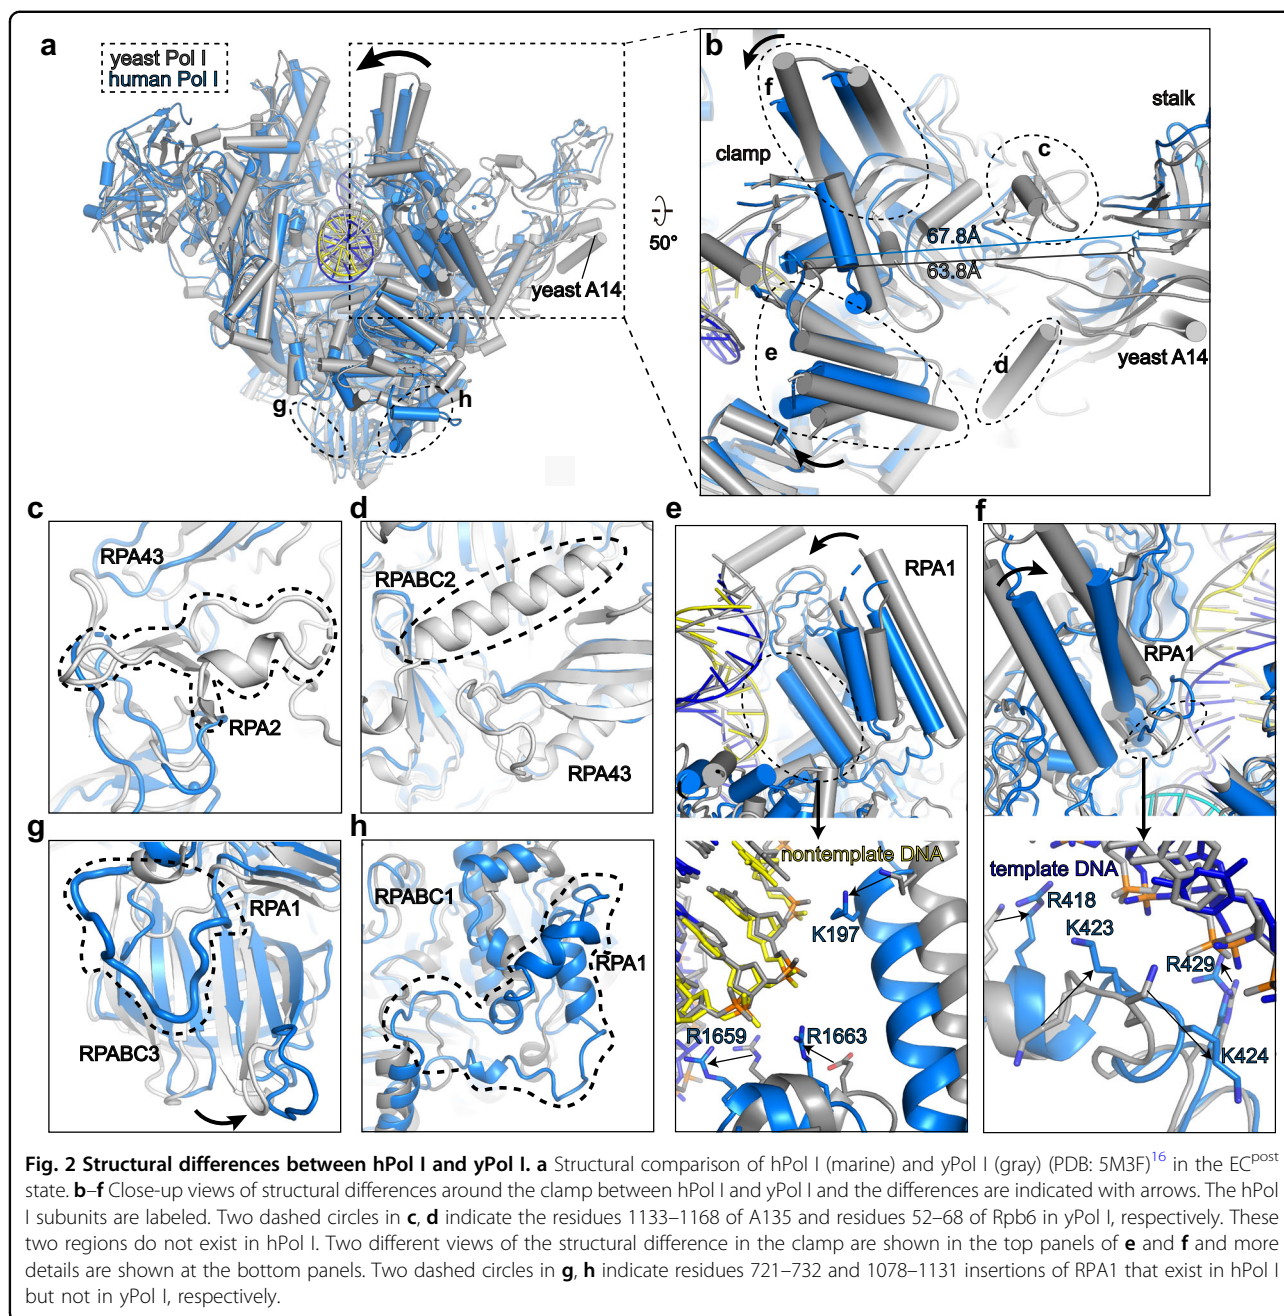 a
yeast Pol I
human Pol I
yeast A14
g
h
50°
b
f
stalk
c
clamp
67.8Å
63.8Å
e
d
yeast A14
c
RPA43
RPA2
d
RPABC2
RPA43
e
RPA1
nontemplate DNA
K197
R1659
R1663
f
RPA1
template DNA
R418
K423
R429
K424
g
RPA1
RPABC3
h
RPABC1
RPA1
Fig. 2 Structural differences between hPol I and yPol I. a Structural comparison of hPol I (marine) and yPol I (gray) (PDB: 5M3F)16 in the ECpost
state. b–f Close-up views of structural differences around the clamp between hPol I and yPol I and the differences are indicated with arrows. The hPol
I subunits are labeled. Two dashed circles in c, d indicate the residues 1133–1168 of A135 and residues 52–68 of Rpb6 in yPol I, respectively. These
two regions do not exist in hPol I. Two different views of the structural difference in the clamp are shown in the top panels of e and f and more
details are shown at the bottom panels. Two dashed circles in g, h indicate residues 721–732 and 1078–1131 insertions of RPA1 that exist in hPol I
but not in yPol I, respectively.